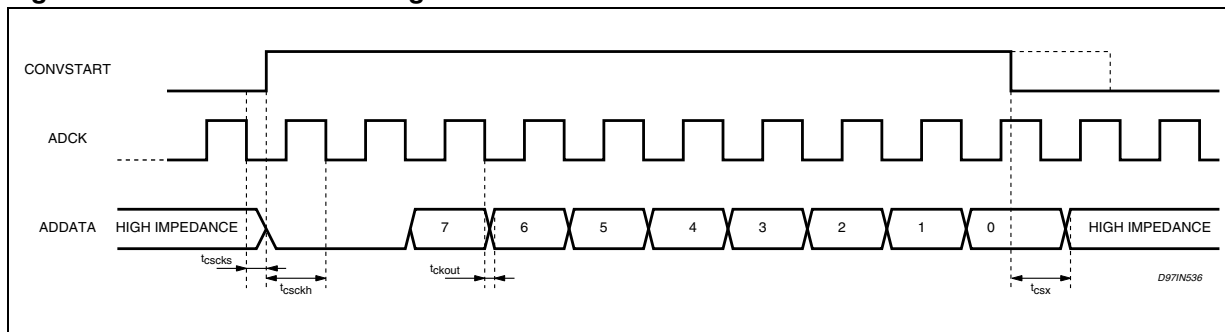 CONVSTART
ADCK
ADDATA
HIGH IMPEDANCE
7
6
5
4
3
2
1
0
HIGH IMPEDANCE
tcscks
tcsckh
tckout
tcsx
D97IN536